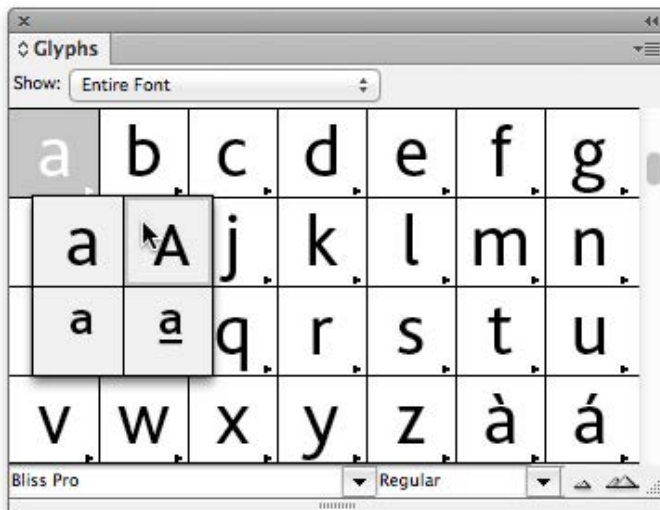 Glyphs
Show: Entire Font
a b c d e f g
a A j k l m n
a a q r s t u
v w x y z à á
Bliss Pro Regular